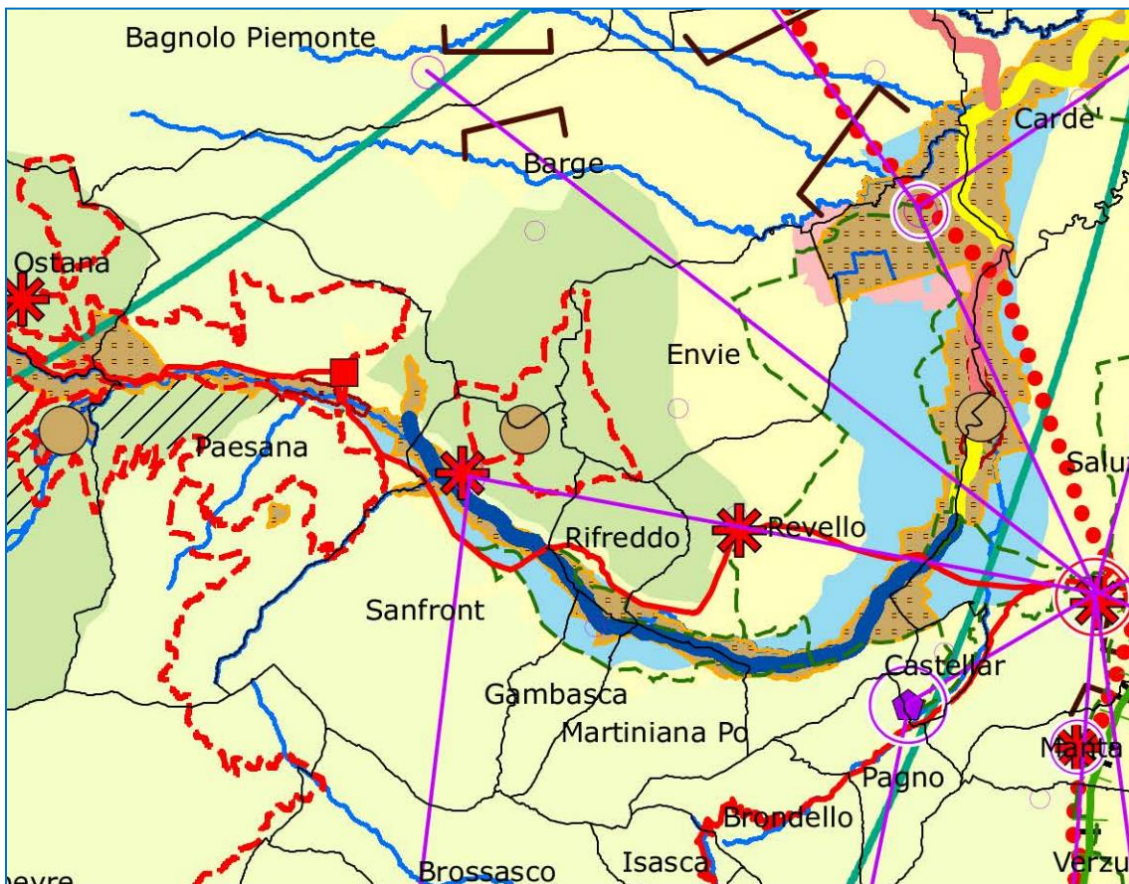 Bagnolo Piemonte
Carde'
Barge
Ostana
Envie
Paesana
Saluz
Revello
Rifreddo
Sanfront
Castellar
Gambasca
Martiniana Po
Manta
Pagno
Brondello
Isasca
Brossasco
Verzu